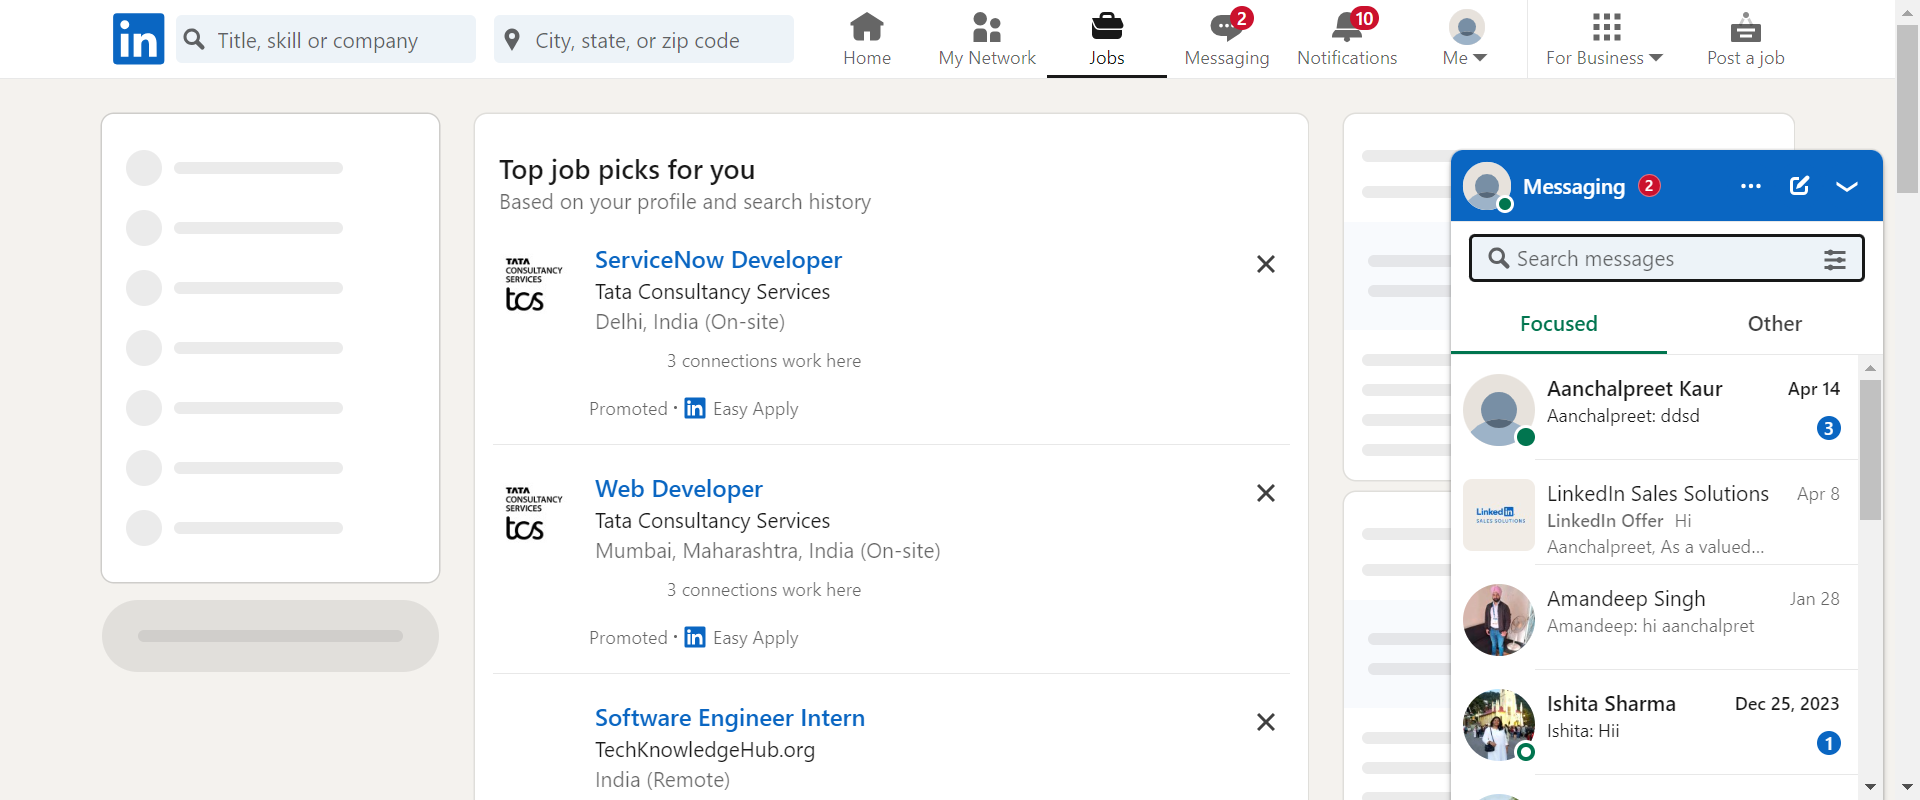 in
Title, skill or company
City, state, or zip code
Home
My Network
Jobs
2
Messaging
10
Notifications
Me
For Business
Post a job
Top job picks for you
Based on your profile and search history
TATA
CONSULTANCY
SERVICES
tcs
ServiceNow Developer
Tata Consultancy Services
Delhi, India (On-site)
3 connections work here
Promoted · in Easy Apply
TATA
CONSULTANCY
SERVICES
tcs
Web Developer
Tata Consultancy Services
Mumbai, Maharashtra, India (On-site)
3 connections work here
Promoted · in Easy Apply
Software Engineer Intern
TechKnowledgeHub.org
India (Remote)
Messaging 2
Search messages
Focused
Other
Aanchalpreet Kaur Apr 14
Aanchalpreet: ddsd
3
Linked in
SALES SOLUTIONS
LinkedIn Sales Solutions Apr 8
LinkedIn Offer Hi
Aanchalpreet, As a valued...
Amandeep Singh Jan 28
Amandeep: hi aanchalpret
Ishita Sharma Dec 25, 2023
Ishita: Hii
1